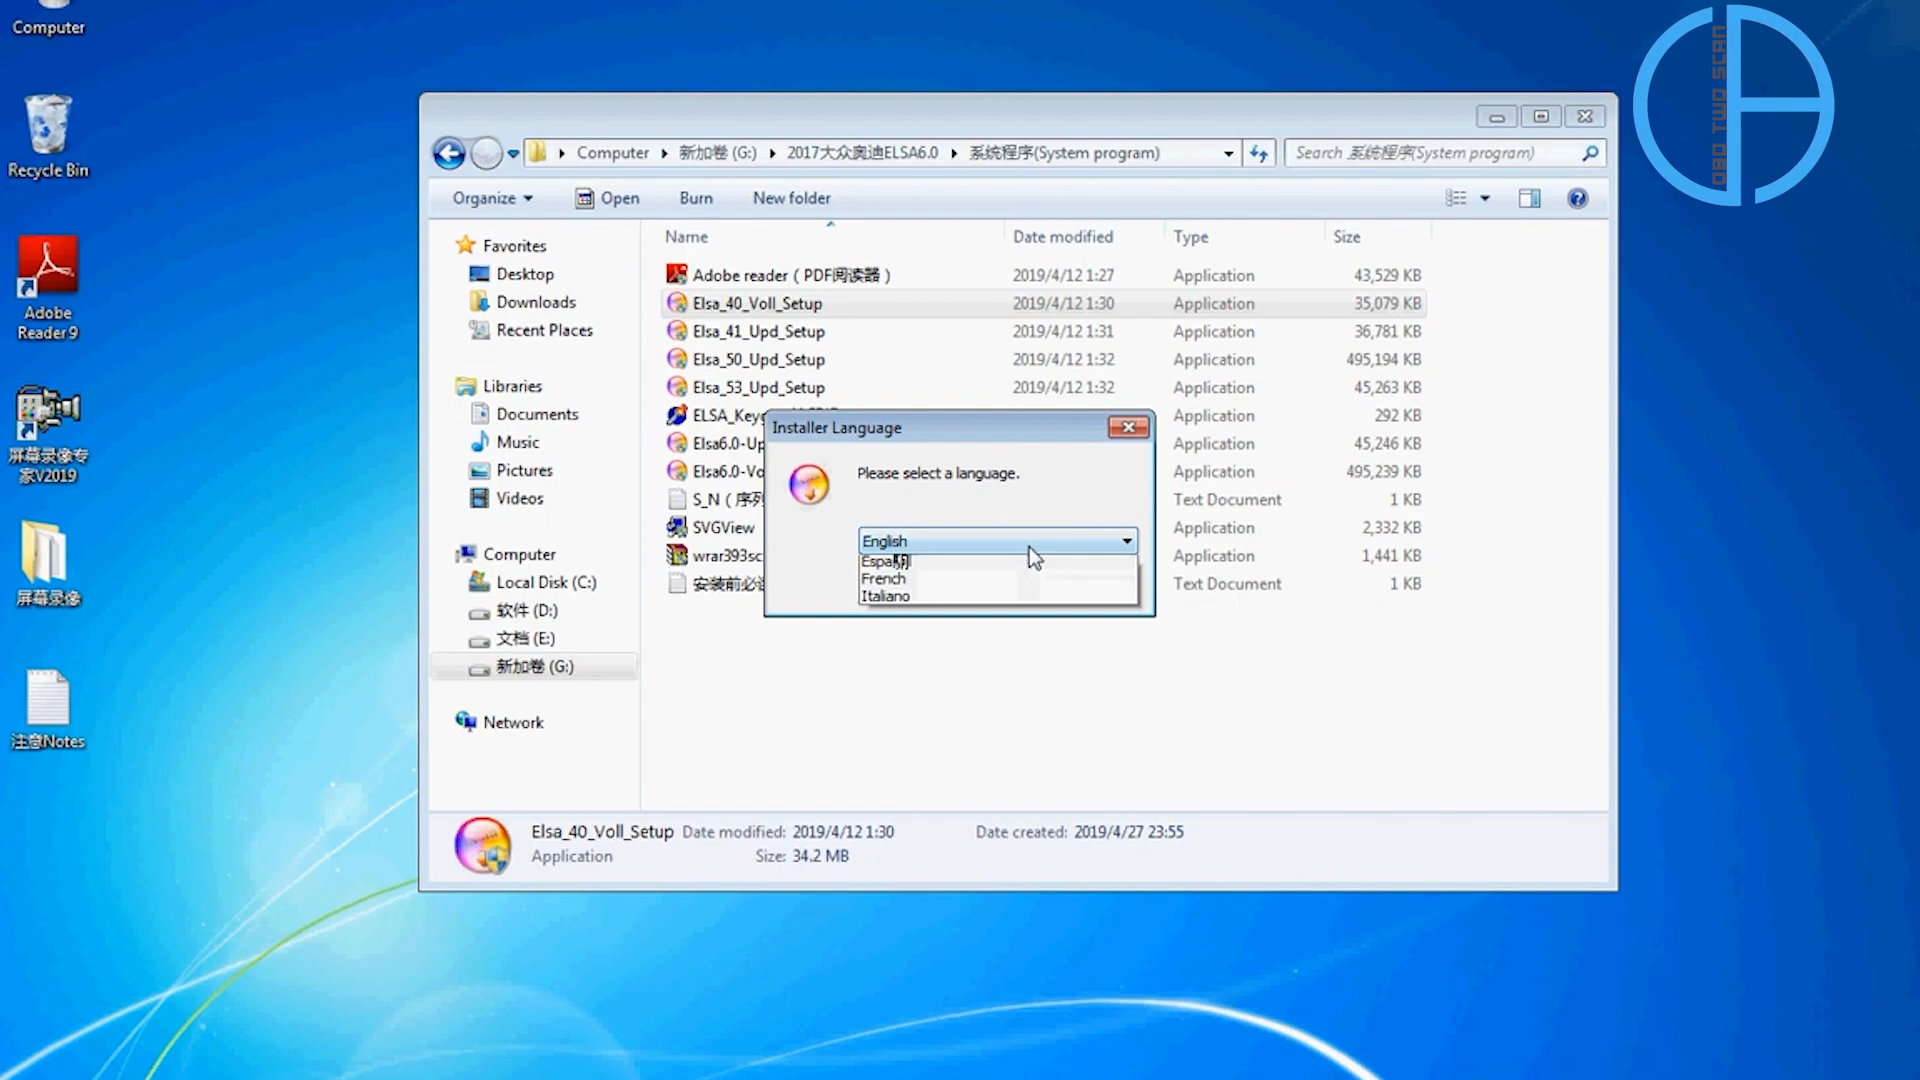 Computer
Recycle Bin
Adobe
Reader 9
屏幕录像专
家V2019
屏幕录像
注意Notes
OBD TWO SCAN
Computer
新加卷 (G:)
2017大众奥迪ELSA6.0
系统程序(System program)
Search 系统程序(System program)
Organize
Open
Burn
New folder
Favorites
Desktop
Downloads
Recent Places
Libraries
Documents
Music
Pictures
Videos
Computer
Local Disk (C:)
软件 (D:)
文档 (E:)
新加卷 (G:)
Network
Name Date modified Type Size
Adobe reader ( PDF阅读器 ) 2019/4/12 1:27 Application 43,529 KB
Elsa_40_Voll_Setup 2019/4/12 1:30 Application 35,079 KB
Elsa_41_Upd_Setup 2019/4/12 1:31 Application 36,781 KB
Elsa_50_Upd_Setup 2019/4/12 1:32 Application 495,194 KB
Elsa_53_Upd_Setup 2019/4/12 1:32 Application 45,263 KB
Application 292 KB
Elsa6.0-Up Application 45,246 KB
Application 495,239 KB
S_N ( 序列 Text Document 1 KB
SVGView Application 2,332 KB
wrar393sc Application 1,441 KB
安装前必 Text Document 1 KB
Installer Language
Please select a language.
English
French
Italiano
Elsa_40_Voll_Setup Date modified: 2019/4/12 1:30 Date created: 2019/4/27 23:55
Application Size: 34.2 MB